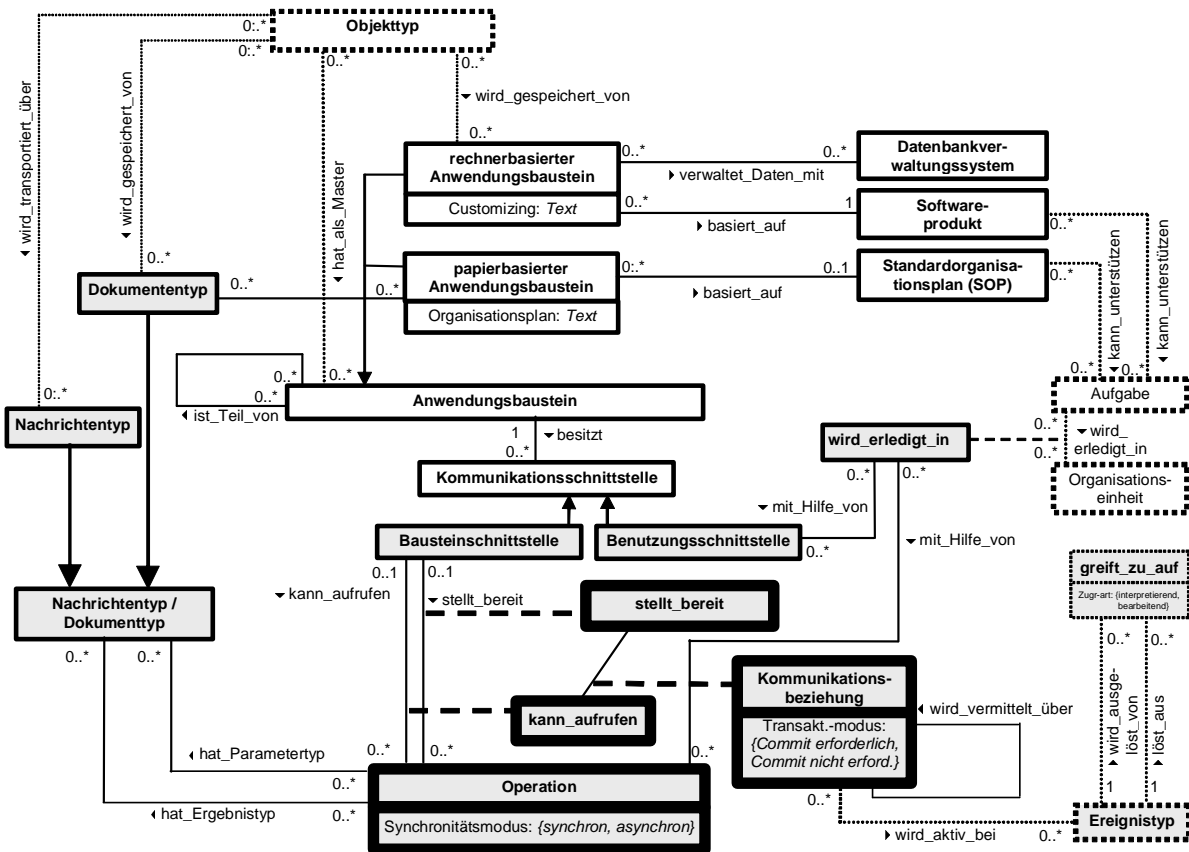 0:.*
Objekttyp
0:.*
0..*
0..*
wird_transportiert_über
wird_gespeichert_von
hat_als_Master
wird_gespeichert_von
0..*
rechnerbasierter
Anwendungsbaustein
Customizing: Text
0..*
0..*
verwaltet_Daten_mit
Datenbankver-
waltungssystem
0..*
1
basiert_auf
Software-
produkt
0..*
0..*
Dokumententyp
0..*
0..*
papierbasierter
Anwendungsbaustein
Organisationsplan: Text
0:.*
0..1
basiert_auf
Standardorganisa-
tionsplan (SOP)
0..*
kann_unterstützen
kann_unterstützen
0..*
0..*
0..*
0..*
0..*
ist_Teil_von
Anwendungsbaustein
Aufgabe
0:.*
Nachrichtentyp
1
besitzt
0..*
wird_erledigt_in
0..*
0..*
wird_
erledigt_in
Kommunikationsschnittstelle
0..*
0..*
Organisations-
einheit
mit_Hilfe_von
Bausteinschnittstelle
Benutzungsschnittstelle
0..*
mit_Hilfe_von
0..1
0..1
kann_aufrufen
stellt_bereit
stellt_bereit
greift_zu_auf
Zugr-art: {interpretierend,
bearbeitend}
Nachrichtentyp /
Dokumenttyp
0..*
0..*
0..*
0..*
Kommunikations-
beziehung
Transakt.-modus:
{Commit erforderlich,
Commit nicht erford.}
wird_vermittelt_über
wird_ausge-
löst_von
löst_aus
kann_aufrufen
hat_Parametertyp
0..*
0..*
0..*
0..*
Operation
Synchronitätsmodus: {synchron, asynchron}
hat_Ergebnistyp
0..*
0..*
wird_aktiv_bei
0..*
1
1
Ereignistyp